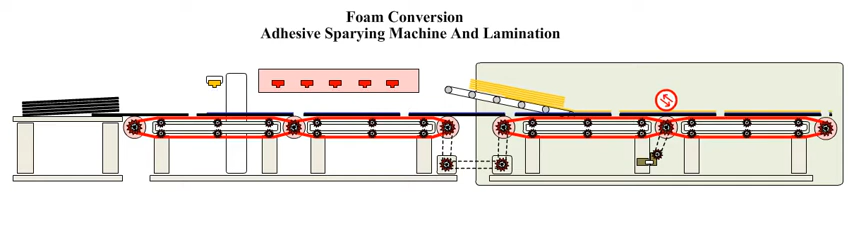 Foam Conversion
Adhesive Sparying Machine And Lamination